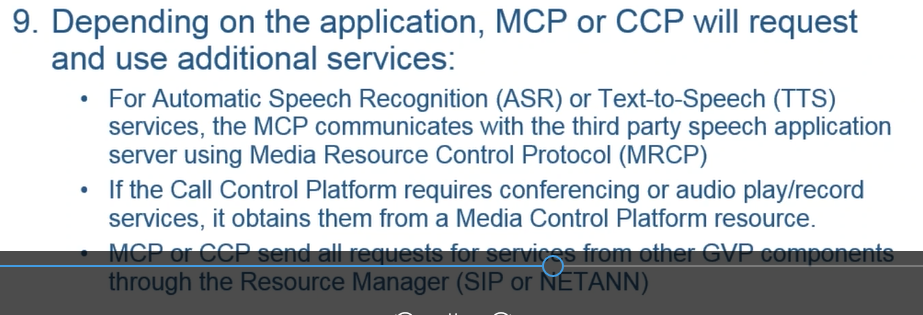 9. Depending on the application, MCP or CCP will request
and use additional services:
• For Automatic Speech Recognition (ASR) or Text-to-Speech (TTS)
services, the MCP communicates with the third party speech application
server using Media Resource Control Protocol (MRCP)
• If the Call Control Platform requires conferencing or audio play/record
services, it obtains them from a Media Control Platform resource.
• MCP or CCP send all requests for services from other GVP components
through the Resource Manager (SIP or NETANN)